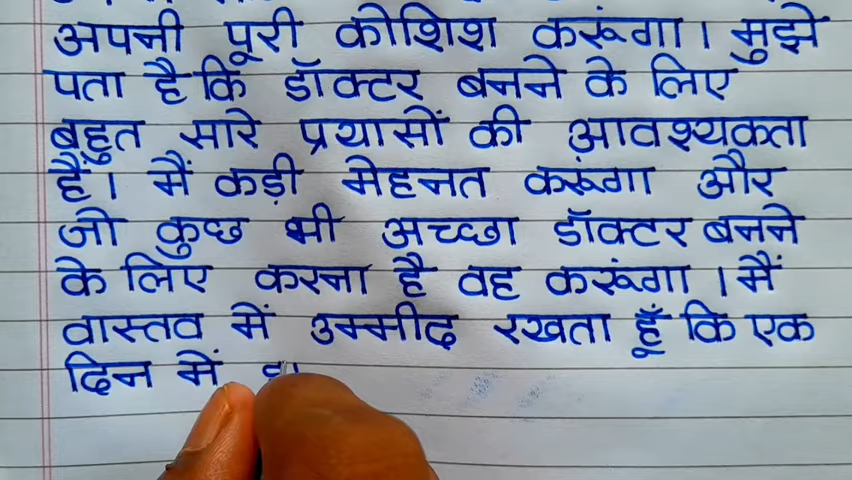 अपनी पूरी कोशिश करूंगा। मुझे
पता है कि डॉक्टर बनने के लिए
बहुत सारे प्रयासों की आवश्यकता
हैं। मैं कड़ी मेहनत करूंगा और
जो कुछ भी अच्छा डॉक्टर बनने
के लिए करना है वह करूंगा । मैं
वास्तव में उम्मीद रखता हूँ कि एक
दिन में